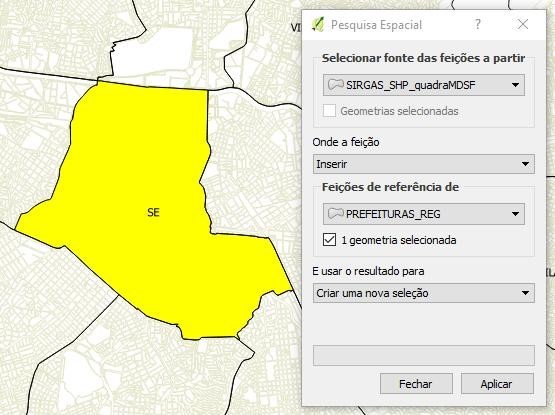 VI
SE
Pesquisa Espacial
?
Selecionar fonte das feições a partir
SIRGAS_SHP_quadraMDSF
Geometrias selecionadas
Onde a feição
Inserir
Feições de referência de
PREFEITURAS_REG
1 geometria selecionada
E usar o resultado para
Criar uma nova seleção
Fechar
Aplicar